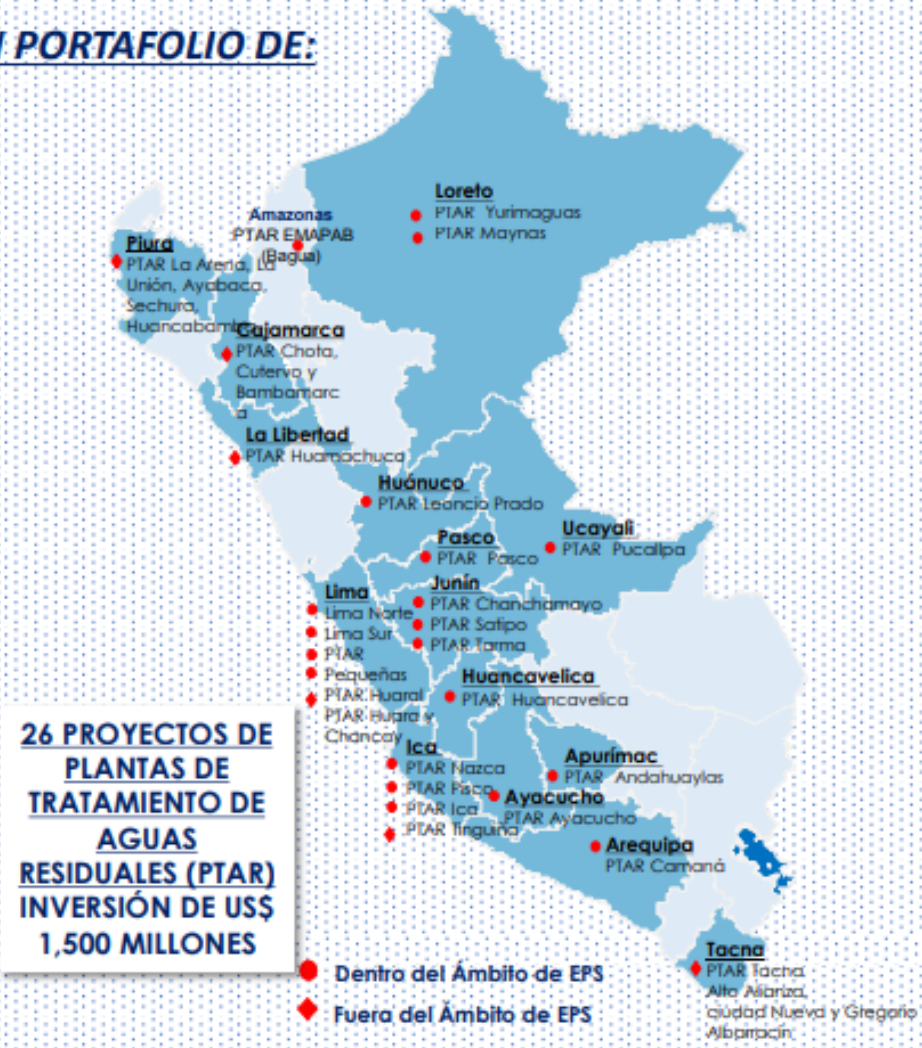 PORTAFOLIO DE:
Loreto
PTAR Yurimaguas
PTAR Maynas
Amazonas
PTAR EMAPAB
(Bagua)
Piura
PTAR La Arena, La
Unión, Ayabaca,
Sechura,
Huancabamba
Cajamarca
PTAR Chota,
Cutervo y
Bambamarc
a
La Libertad
PTAR Huamachuca
Huánuco
PTAR Leoncio Prado
Pasco
PTAR Pasco
Ucayali
PTAR Pucallpa
Junín
PTAR Chanchamayo
PTAR Satipo
PTAR Tarma
Lima
Lima Norte
Lima Sur
PTAR
Pequeñas
PTAR Huaral
PTAR Huara y
Chancay
Huancavelica
PTAR Huancavelica
Ica
PTAR Nazca
PTAR Pisco
PTAR Ica
PTAR Tinguiña
Apurímac
PTAR Andahuaylas
Ayacucho
PTAR Ayacucho
Arequipa
PTAR Camaná
Tacna
PTAR Tacna
Alto Alianza,
ciudad Nueva y Gregorio
Albarracín
26 PROYECTOS DE
PLANTAS DE
TRATAMIENTO DE
AGUAS
RESIDUALES (PTAR)
INVERSIÓN DE US$
1,500 MILLONES
Dentro del Ámbito de EPS
Fuera del Ámbito de EPS